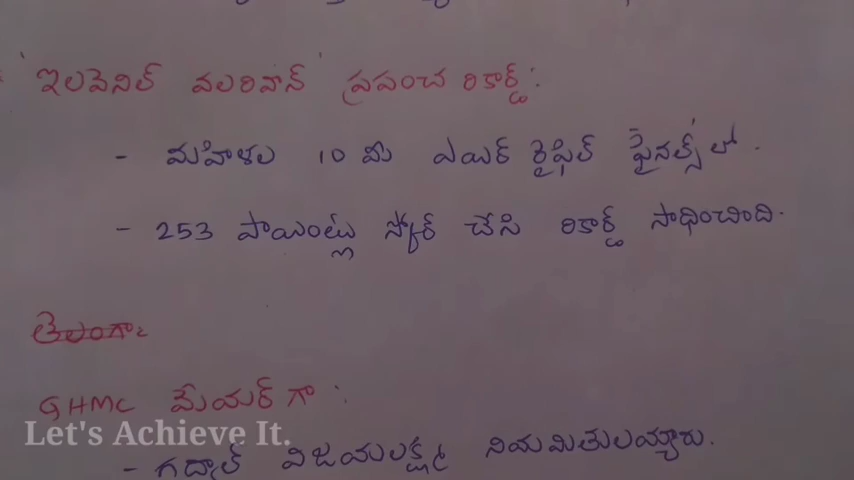 'ఇలవెనిల్ వలరివాన్' ప్రపంచ రికార్డ్ :
- మహిళల 10 మీ ఎయిర్ రైఫిల్ ఫైనల్స్ లో.
- 253 పాయింట్లు స్కోర్ చేసి రికార్డ్ సాధించింది.
తెలంగా
GHMC మేయర్ గా :
Let's Achieve It.
- గద్వాల్ విజయలక్ష్మి నియమితులయ్యారు.